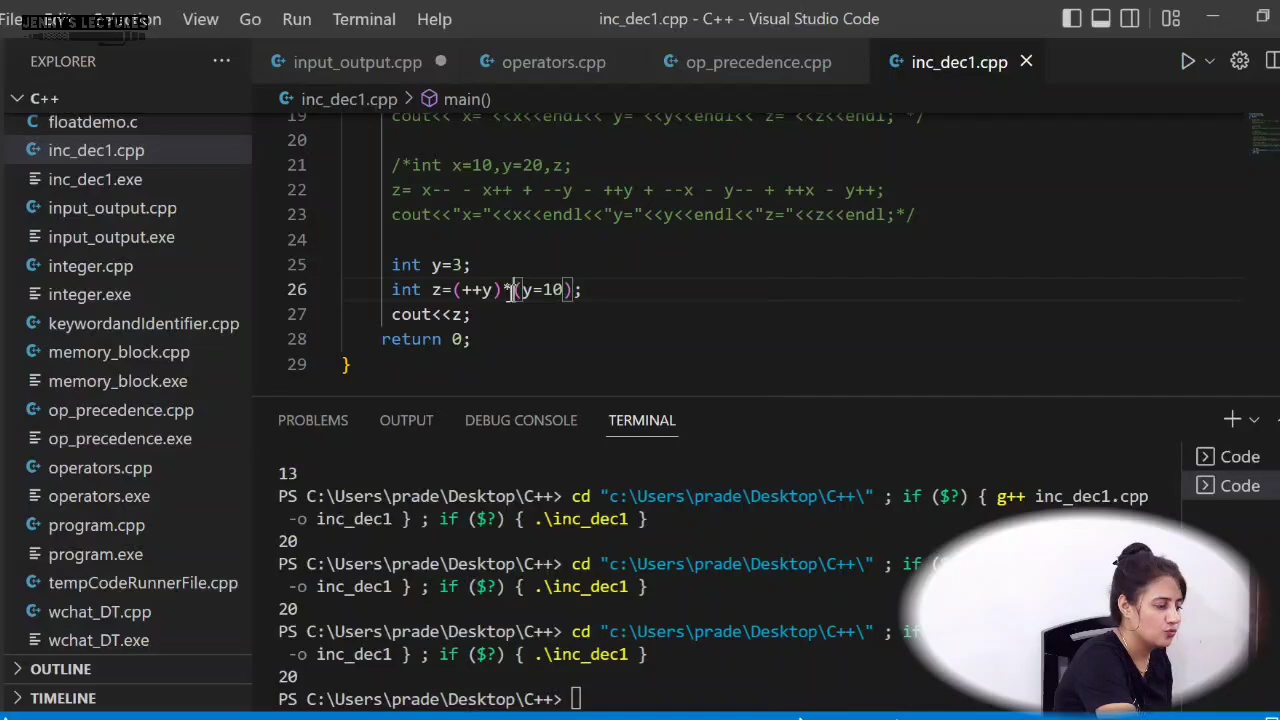 JENNY'S LECTURES
File Edit Selection View Go Run Terminal Help inc_dec1.cpp - C++ - Visual Studio Code
EXPLORER ... input_output.cpp operators.cpp op_precedence.cpp inc_dec1.cpp
C++
inc_dec1.cpp > main()
floatdemo.c
inc_dec1.cpp
inc_dec1.exe
input_output.cpp
input_output.exe
integer.cpp
integer.exe
keywordandIdentifier.cpp
memory_block.cpp
memory_block.exe
op_precedence.cpp
op_precedence.exe
operators.cpp
operators.exe
program.cpp
program.exe
tempCodeRunnerFile.cpp
wchat_DT.cpp
wchat_DT.exe
OUTLINE
TIMELINE
19 cout<<"x="<<x<<endl<<"y="<<y<<endl<<"z="<<z<<endl; */
20
21 /*int x=10,y=20,z;
22 z= x-- - x++ + --y - ++y + --x - y-- + ++x - y++;
23 cout<<"x="<<x<<endl<<"y="<<y<<endl<<"z="<<z<<endl;*/
24
25 int y=3;
26 int z=(++y)*(y=10);
27 cout<<z;
28 return 0;
29 }
PROBLEMS OUTPUT DEBUG CONSOLE TERMINAL
Code
Code
13
PS C:\Users\prade\Desktop\C++> cd "c:\Users\prade\Desktop\C++\" ; if ($?) { g++ inc_dec1.cpp
-o inc_dec1 } ; if ($?) { .\inc_dec1 }
20
PS C:\Users\prade\Desktop\C++> cd "c:\Users\prade\Desktop\C++\" ; if ($
-o inc_dec1 } ; if ($?) { .\inc_dec1 }
20
PS C:\Users\prade\Desktop\C++> cd "c:\Users\prade\Desktop\C++\" ; if
-o inc_dec1 } ; if ($?) { .\inc_dec1 }
20
PS C:\Users\prade\Desktop\C++>